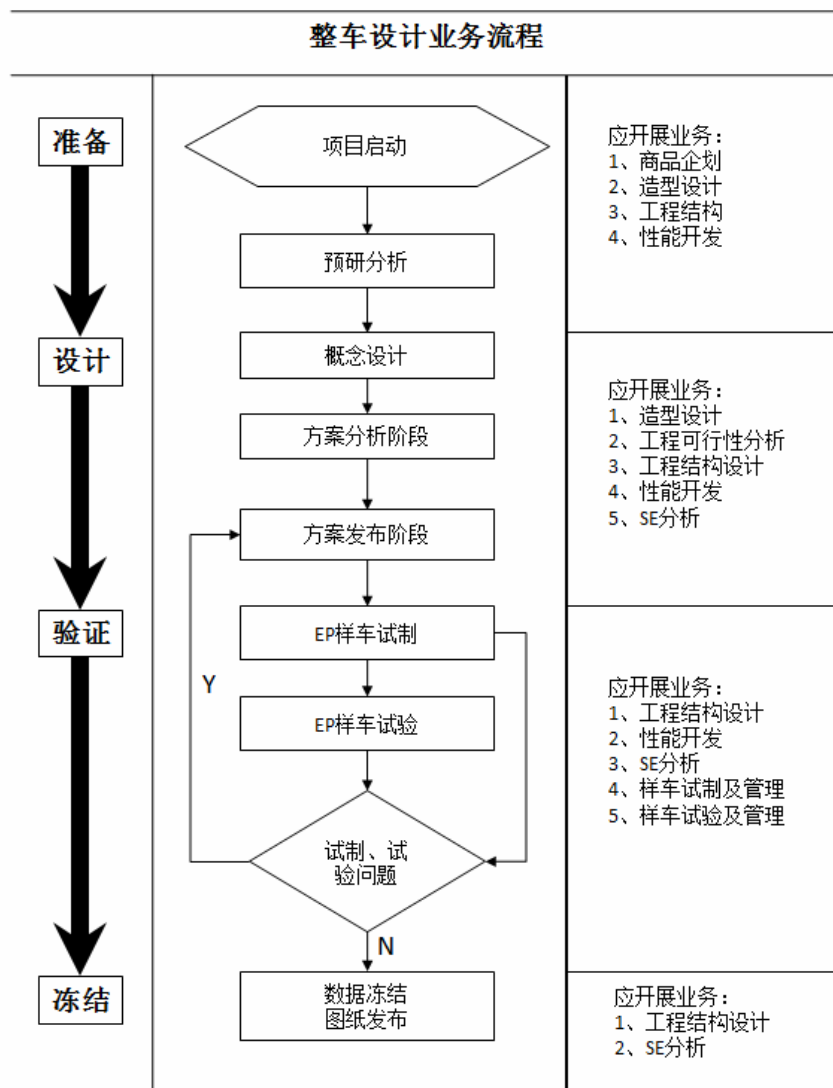 整车设计业务流程
准备
项目启动
应开展业务：
1、商品企划
2、造型设计
3、工程结构
4、性能开发
预研分析
设计
概念设计
应开展业务：
1、造型设计
2、工程可行性分析
3、工程结构设计
4、性能开发
5、SE分析
方案分析阶段
方案发布阶段
验证
EP样车试制
Y
EP样车试验
应开展业务：
1、工程结构设计
2、性能开发
3、SE分析
4、样车试制及管理
5、样车试验及管理
试制、试
验问题
N
冻结
数据冻结
图纸发布
应开展业务：
1、工程结构设计
2、SE分析